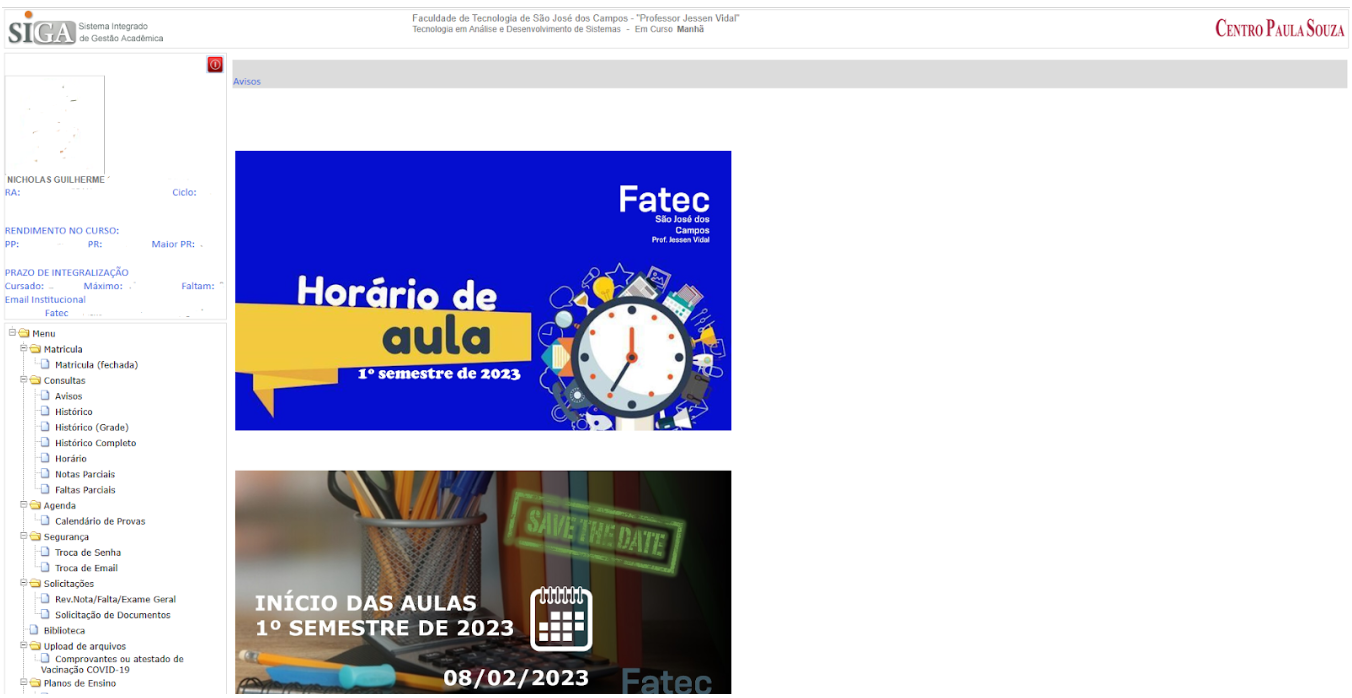 SIGA Sistema Integrado
de Gestão Acadêmica
Faculdade de Tecnologia de São José dos Campos - "Professor Jessen Vidal"
Tecnologia em Análise e Desenvolvimento de Sistemas - Em Curso Manhã
CENTRO PAULA SOUZA
NICHOLAS GUILHERME
RA: Ciclo:
RENDIMENTO NO CURSO:
PP: PR: Maior PR:
PRAZO DE INTEGRALIZAÇÃO
Cursado: Máximo: Faltam:
Email Institucional
Fatec
Menu
Matricula
Matricula (fechada)
Consultas
Avisos
Histórico
Histórico (Grade)
Histórico Completo
Horário
Notas Parciais
Faltas Parciais
Agenda
Calendário de Provas
Segurança
Troca de Senha
Troca de Email
Solicitações
Rev.Nota/Falta/Exame Geral
Solicitação de Documentos
Biblioteca
Upload de arquivos
Comprovantes ou atestado de
Vacinação COVID-19
Planos de Ensino
Avisos
Fatec
São José dos
Campos
Prof. Jessen Vidal
Horário de
aula
1º semestre de 2023
SAVE THE DATE
INÍCIO DAS AULAS
1º SEMESTRE DE 2023
08/02/2023
Fatec